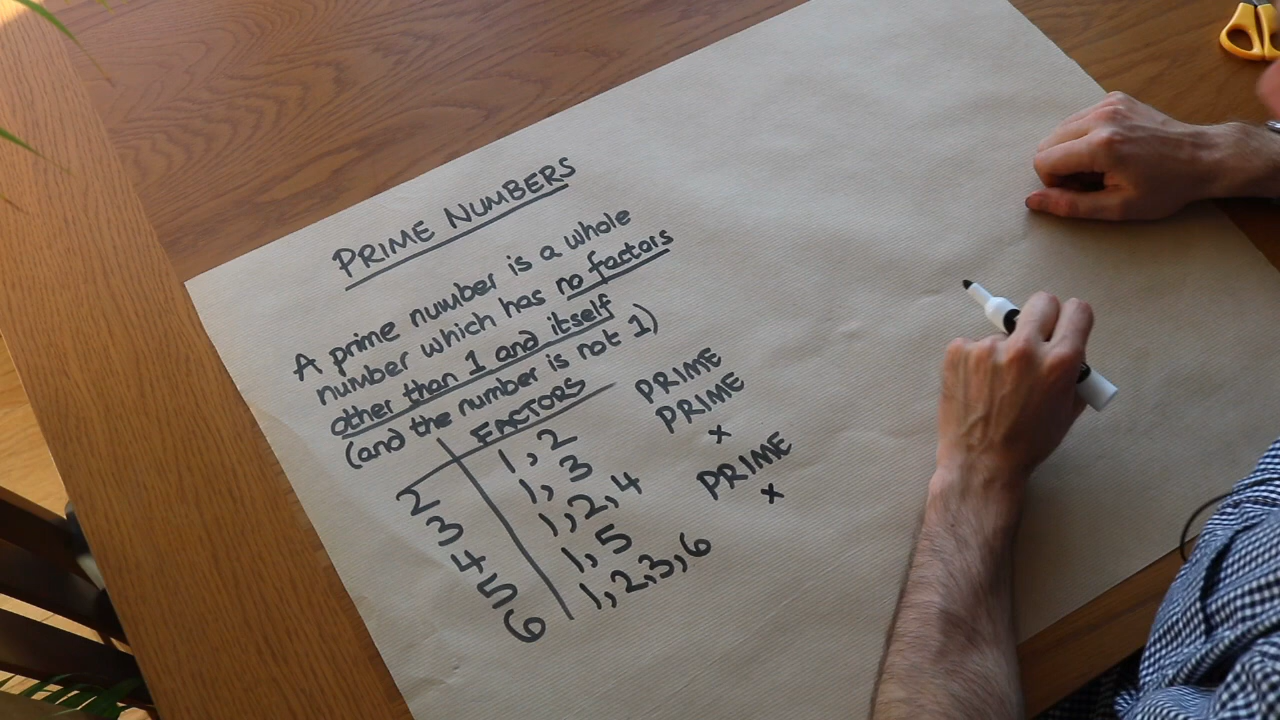 PRIME NUMBERS
A prime number is a whole
number which has no factors
other than 1 and itself
(and the number is not 1)
FACTORS
2 1, 2 PRIME
3 1, 3 PRIME
4 1, 2, 4 x
5 1, 5 PRIME
6 1, 2, 3, 6 x